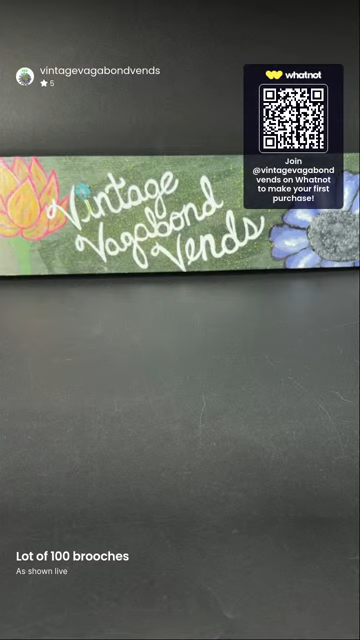 vintagevagabondvends
5
whatnot
Join
@vintagevagabond
vends on Whatnot
to make your first
purchase!
Vintage
Vagabond
Vends
Lot of 100 brooches
As shown live